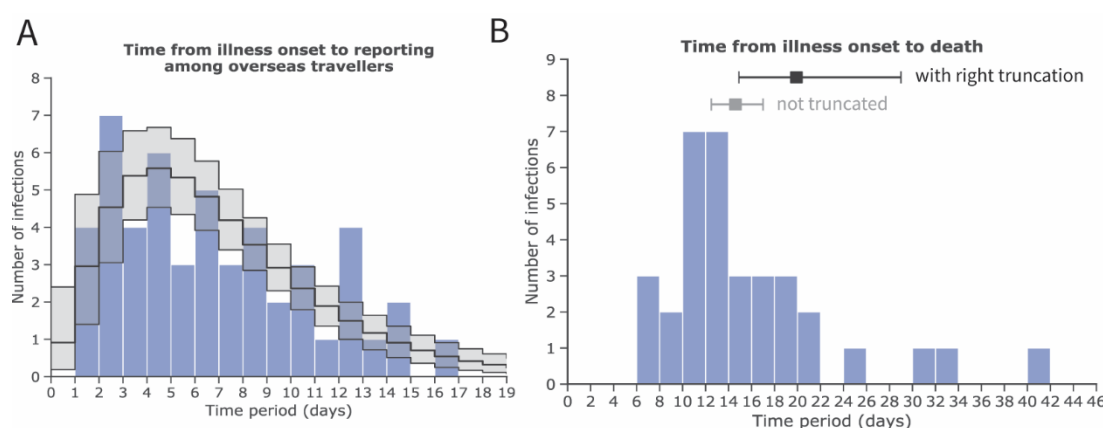 A
Time from illness onset to reporting
among overseas travellers
Number of infections
8
7
6
5
4
3
2
1
0
0 1 2 3 4 5 6 7 8 9 10 11 12 13 14 15 16 17 18 19
Time period (days)
B
Time from illness onset to death
with right truncation
not truncated
Number of infections
9
8
7
6
5
4
3
2
1
0
0 2 4 6 8 10 12 14 16 18 20 22 24 26 28 30 32 34 36 38 40 42 44 46
Time period (days)